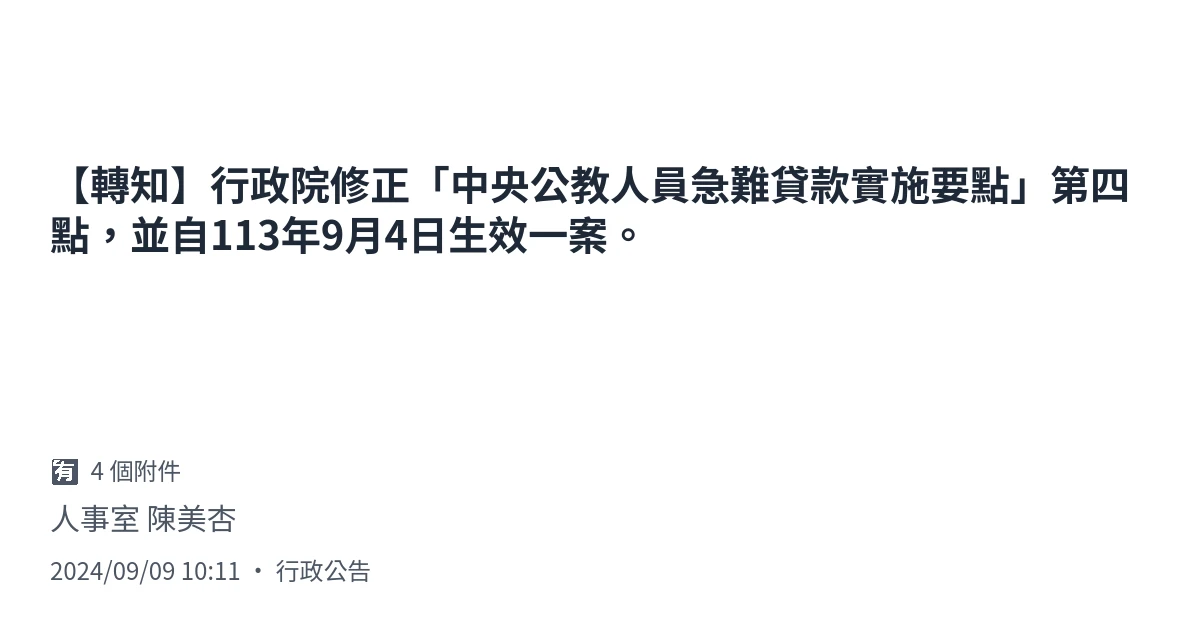 【轉知】行政院修正「中央公教人員急難貸款實施要點」第四
點，並自113年9月4日生效一案。
🈶 4 個附件
人事室 陳美杏
2024/09/09 10:11 ・ 行政公告